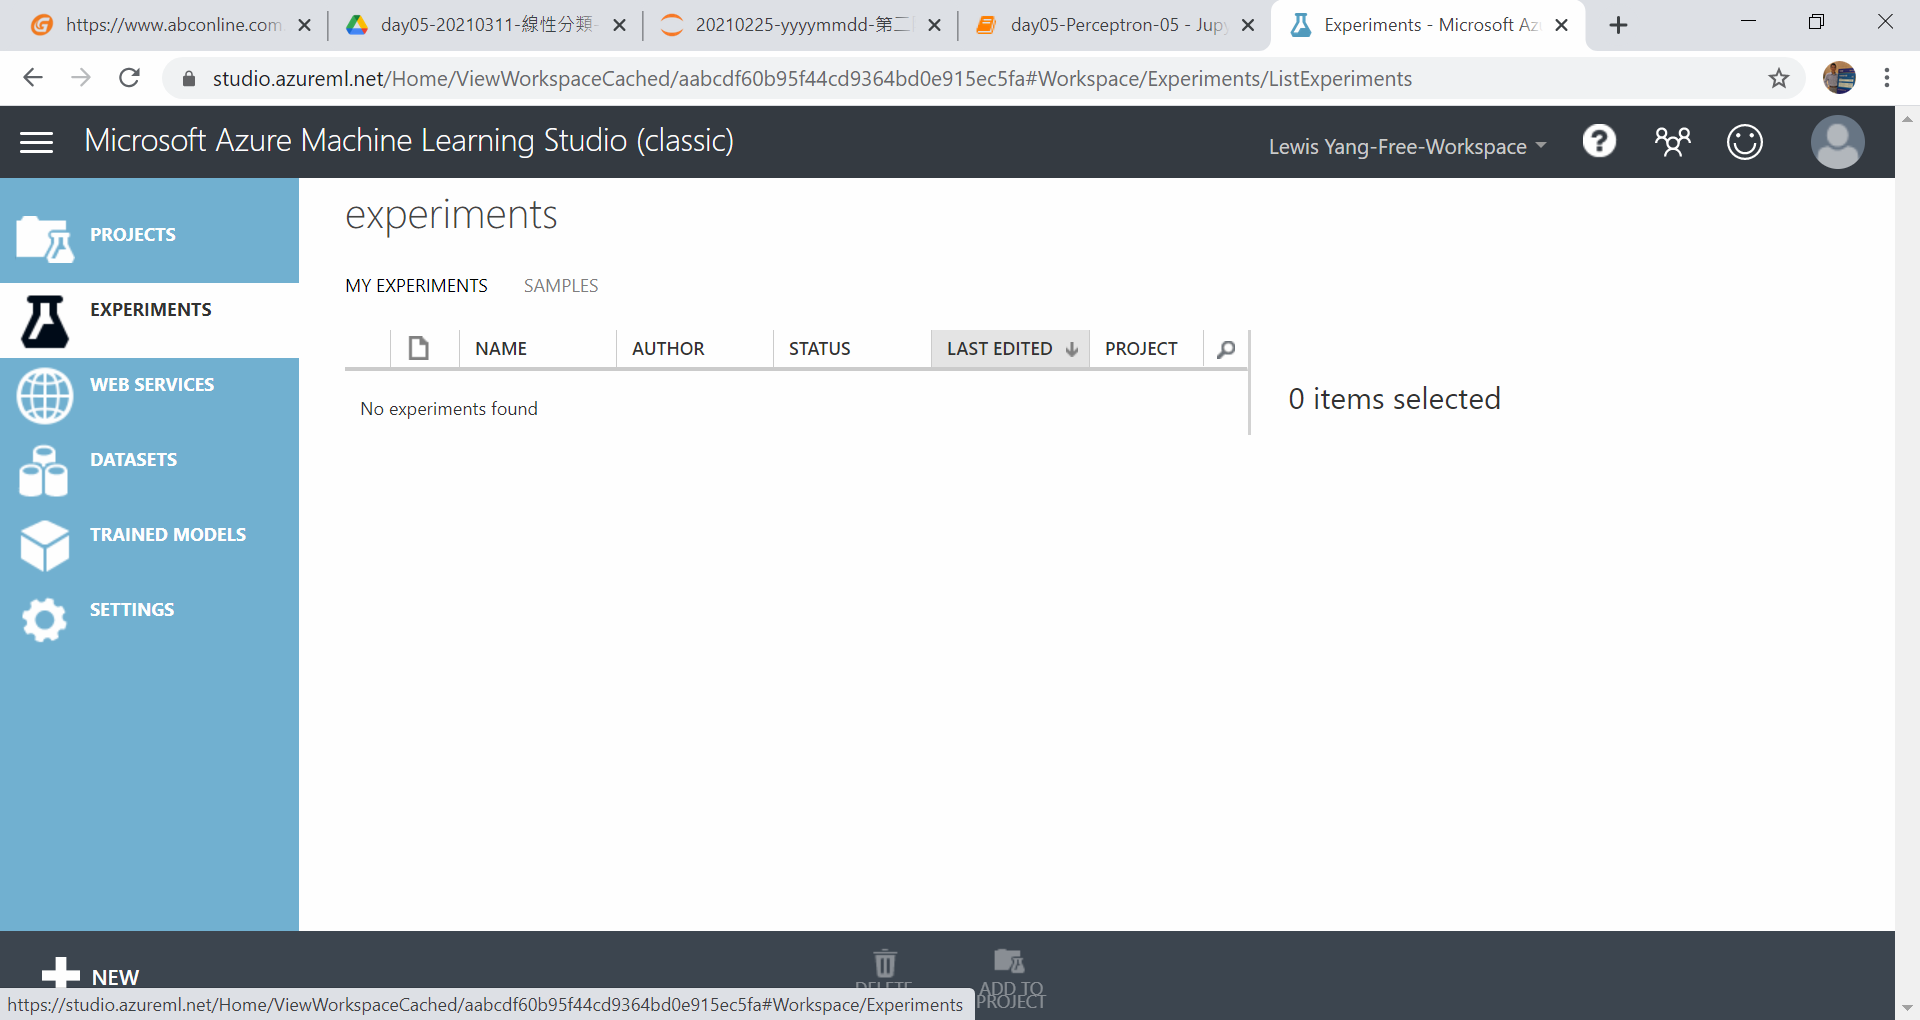 https://www.abconline.com
day05-20210311-線性分類-
20210225-yyyymmdd-第二
day05-Perceptron-05 - Jupy
Experiments - Microsoft Az
studio.azureml.net/Home/ViewWorkspaceCached/aabcdf60b95f44cd9364bd0e915ec5fa#Workspace/Experiments/ListExperiments
Microsoft Azure Machine Learning Studio (classic)
Lewis Yang-Free-Workspace
?
PROJECTS
EXPERIMENTS
WEB SERVICES
DATASETS
TRAINED MODELS
SETTINGS
experiments
MY EXPERIMENTS SAMPLES
NAME AUTHOR STATUS LAST EDITED PROJECT
No experiments found
0 items selected
NEW
DELETE
ADD TO
PROJECT
https://studio.azureml.net/Home/ViewWorkspaceCached/aabcdf60b95f44cd9364bd0e915ec5fa#Workspace/Experiments